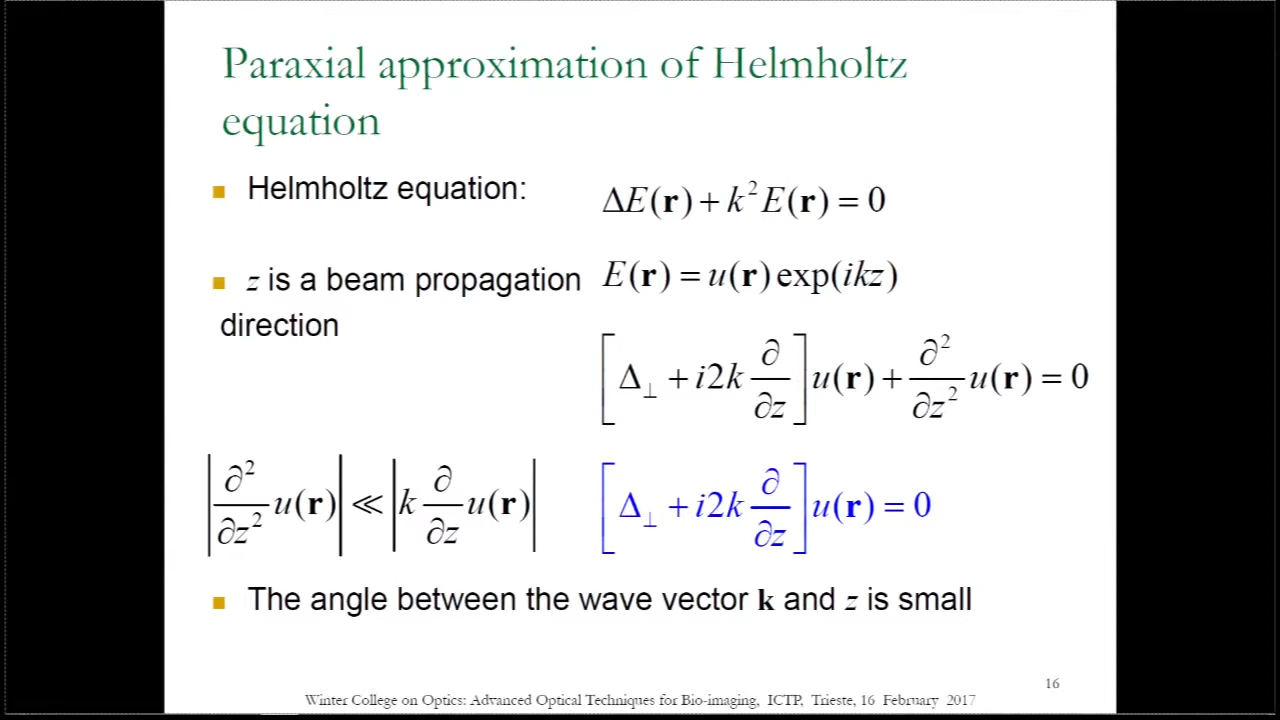 Paraxial approximation of Helmholtz
equation
■ Helmholtz equation:
ΔE(𝐫) + k² E(𝐫) = 0
■ z is a beam propagation
direction
E(𝐫) = u(𝐫) exp(ikz)
[Δ⊥ + i2k ∂/∂z] u(𝐫) + ∂²/∂z² u(𝐫) = 0
|∂²/∂z² u(𝐫)| ≪ |k ∂/∂z u(𝐫)|
[Δ⊥ + i2k ∂/∂z] u(𝐫) = 0
■ The angle between the wave vector 𝐤 and z is small
16
Winter College on Optics: Advanced Optical Techniques for Bio-imaging, ICTP, Trieste, 16 February 2017